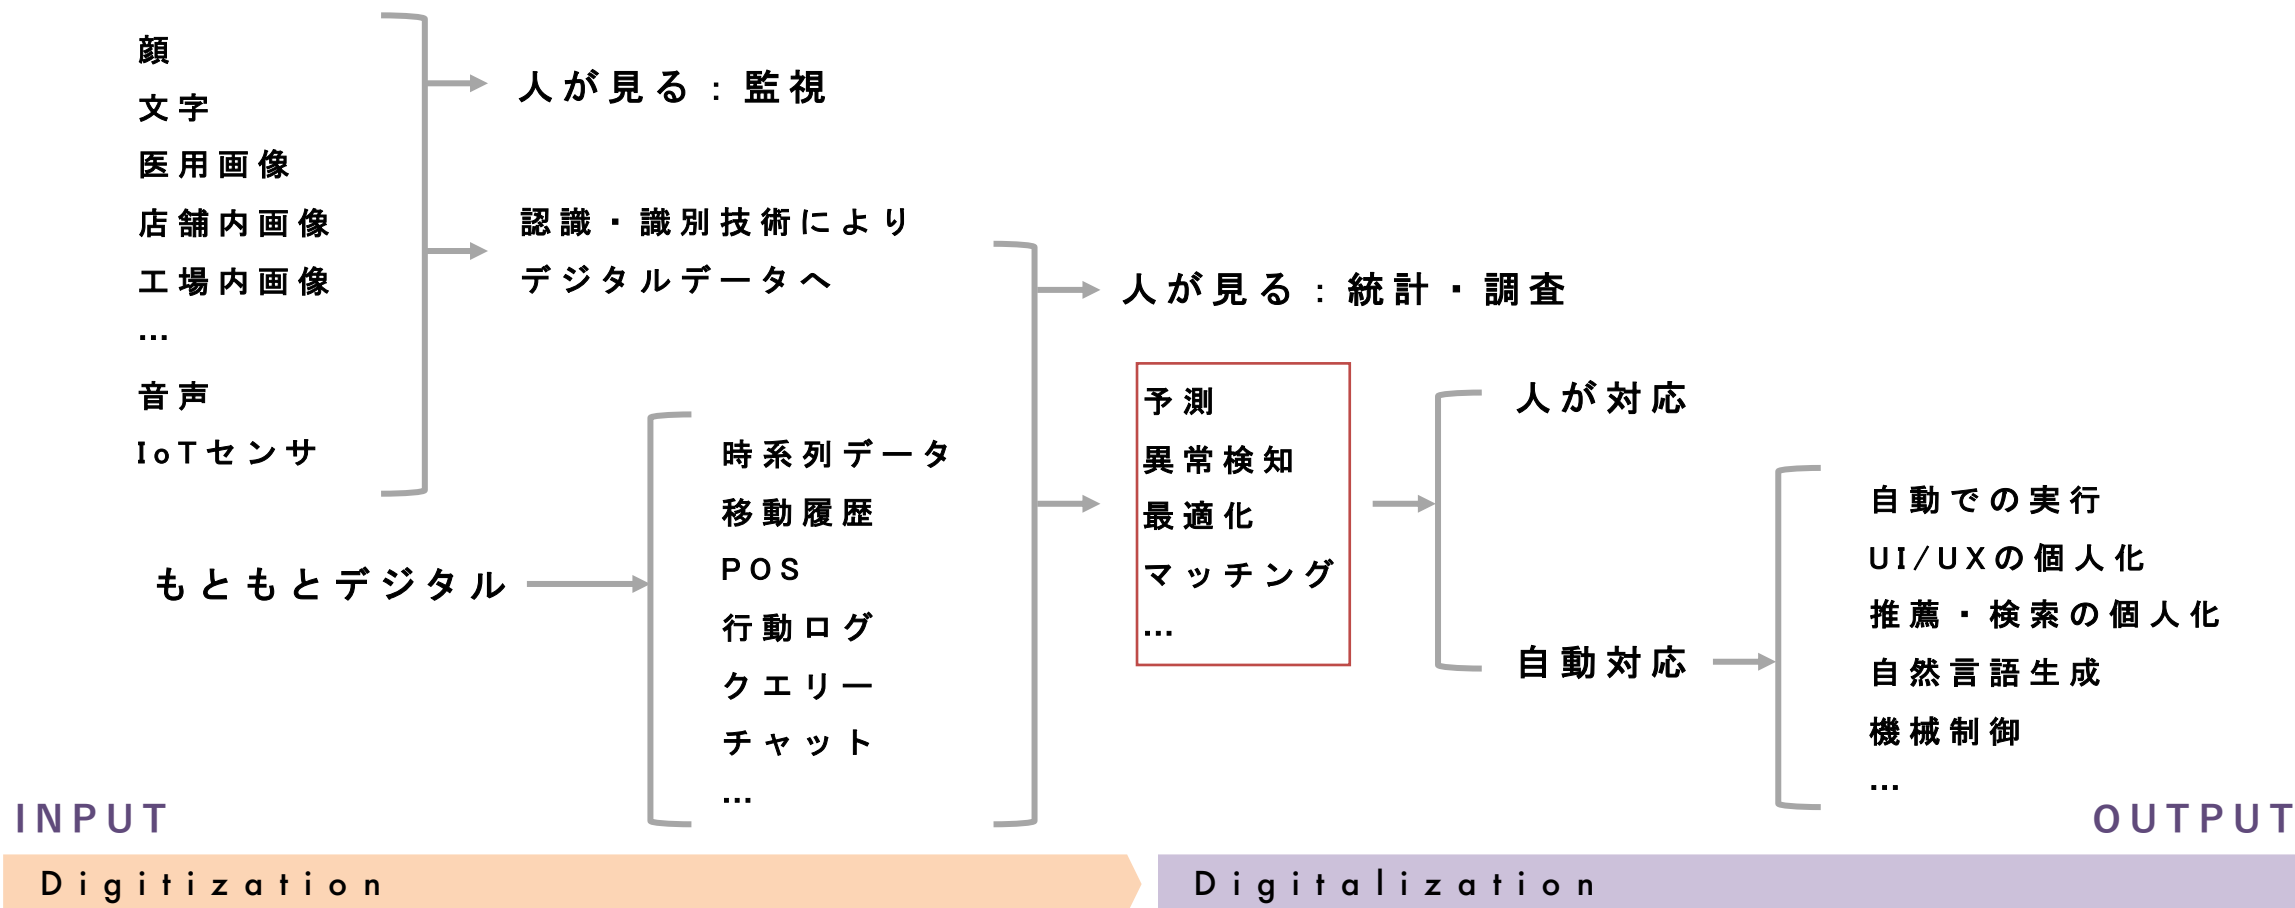 顔
文字
医用画像
店舗内画像
工場内画像
…
音声
IoTセンサ
人が見る：監視
認識・識別技術により
デジタルデータへ
もともとデジタル
時系列データ
移動履歴
POS
行動ログ
クエリー
チャット
…
人が見る：統計・調査
予測
異常検知
最適化
マッチング
…
人が対応
自動対応
自動での実行
UI/UXの個人化
推薦・検索の個人化
自然言語生成
機械制御
…
INPUT
OUTPUT
Digitization
Digitalization